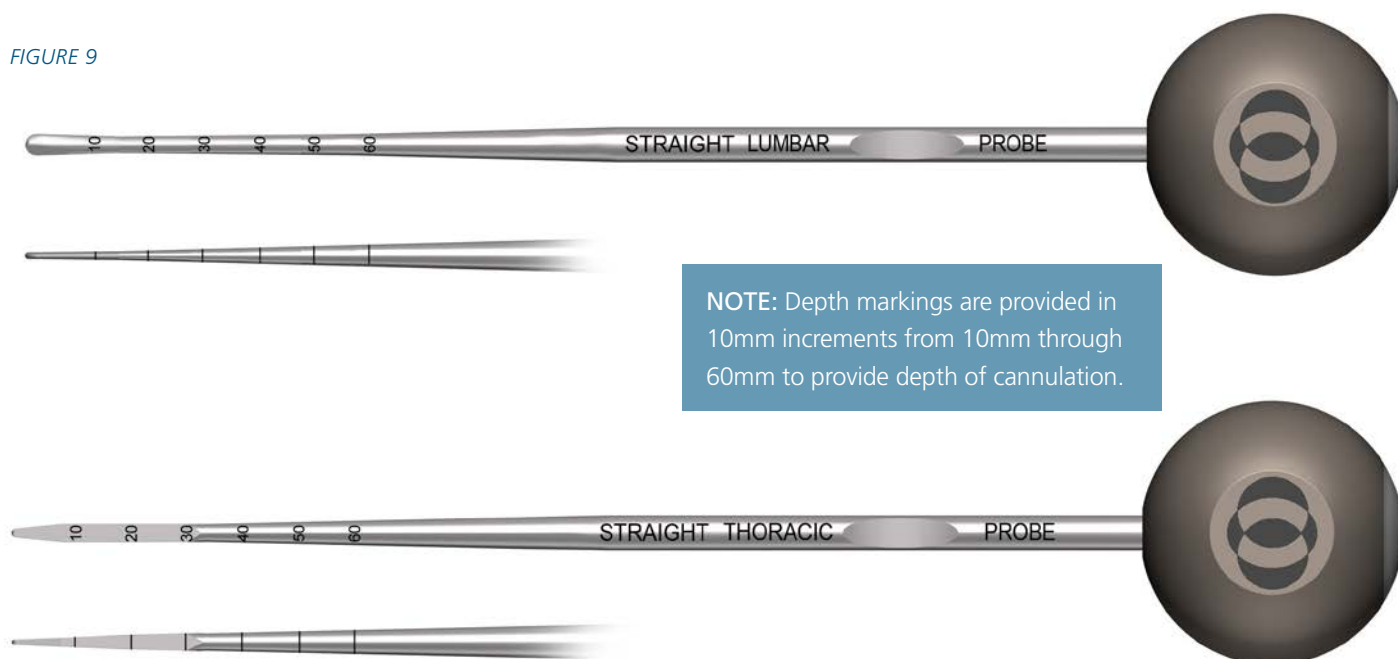 FIGURE 9
10 20 30 40 50 60 STRAIGHT LUMBAR PROBE
NOTE: Depth markings are provided in
10mm increments from 10mm through
60mm to provide depth of cannulation.
10 20 30 40 50 60 STRAIGHT THORACIC PROBE